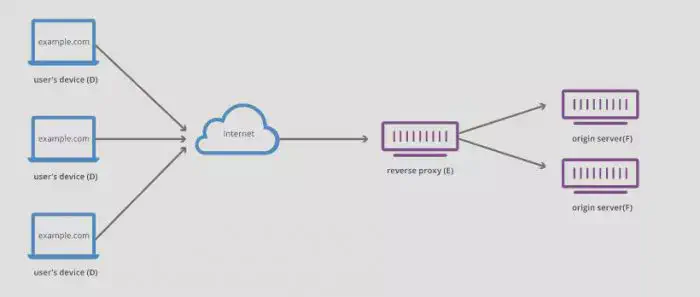 example.com
user's device (D)
example.com
user's device (D)
example.com
user's device (D)
Internet
reverse proxy (E)
origin server(F)
origin server(F)